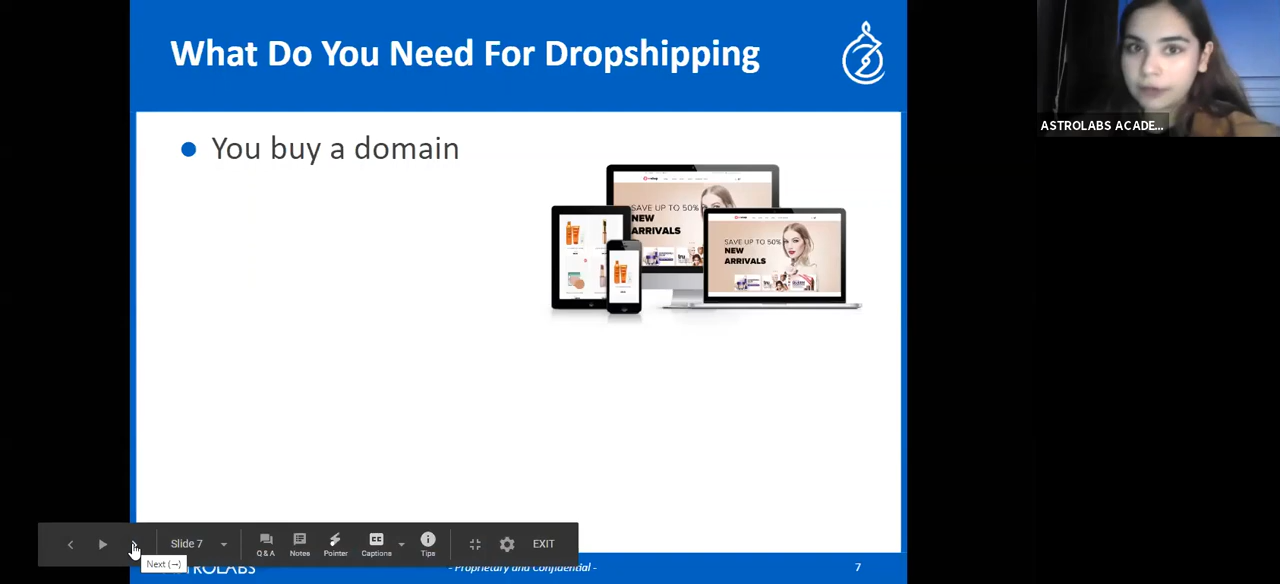 What Do You Need For Dropshipping
ASTROLABS ACADE...
You buy a domain
SAVE UP TO 50%
NEW
ARRIVALS
SAVE UP TO 50%
NEW
ARRIVALS
Slide 7
Q & A
Notes
Pointer
Captions
Tips
EXIT
Next (→)
ROLABS
- Proprietary and Confidential -
7